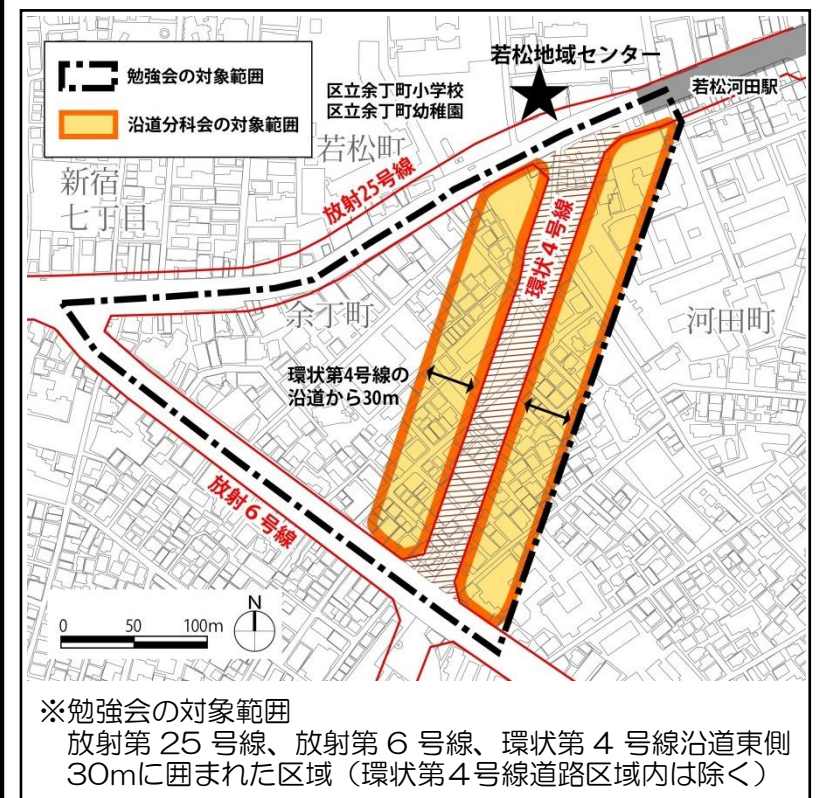 勉強会の対象範囲
沿道分科会の対象範囲
若松地域センター
区立余丁町小学校
区立余丁町幼稚園
若松河田駅
若松町
新宿
七丁目
放射25号線
環状4号線
余丁町
河田町
環状第4号線の
沿道から30m
放射6号線
0 50 100m
N
※勉強会の対象範囲
放射第 25 号線、放射第 6 号線、環状第 4 号線沿道東側
30mに囲まれた区域（環状第4号線道路区域内は除く）